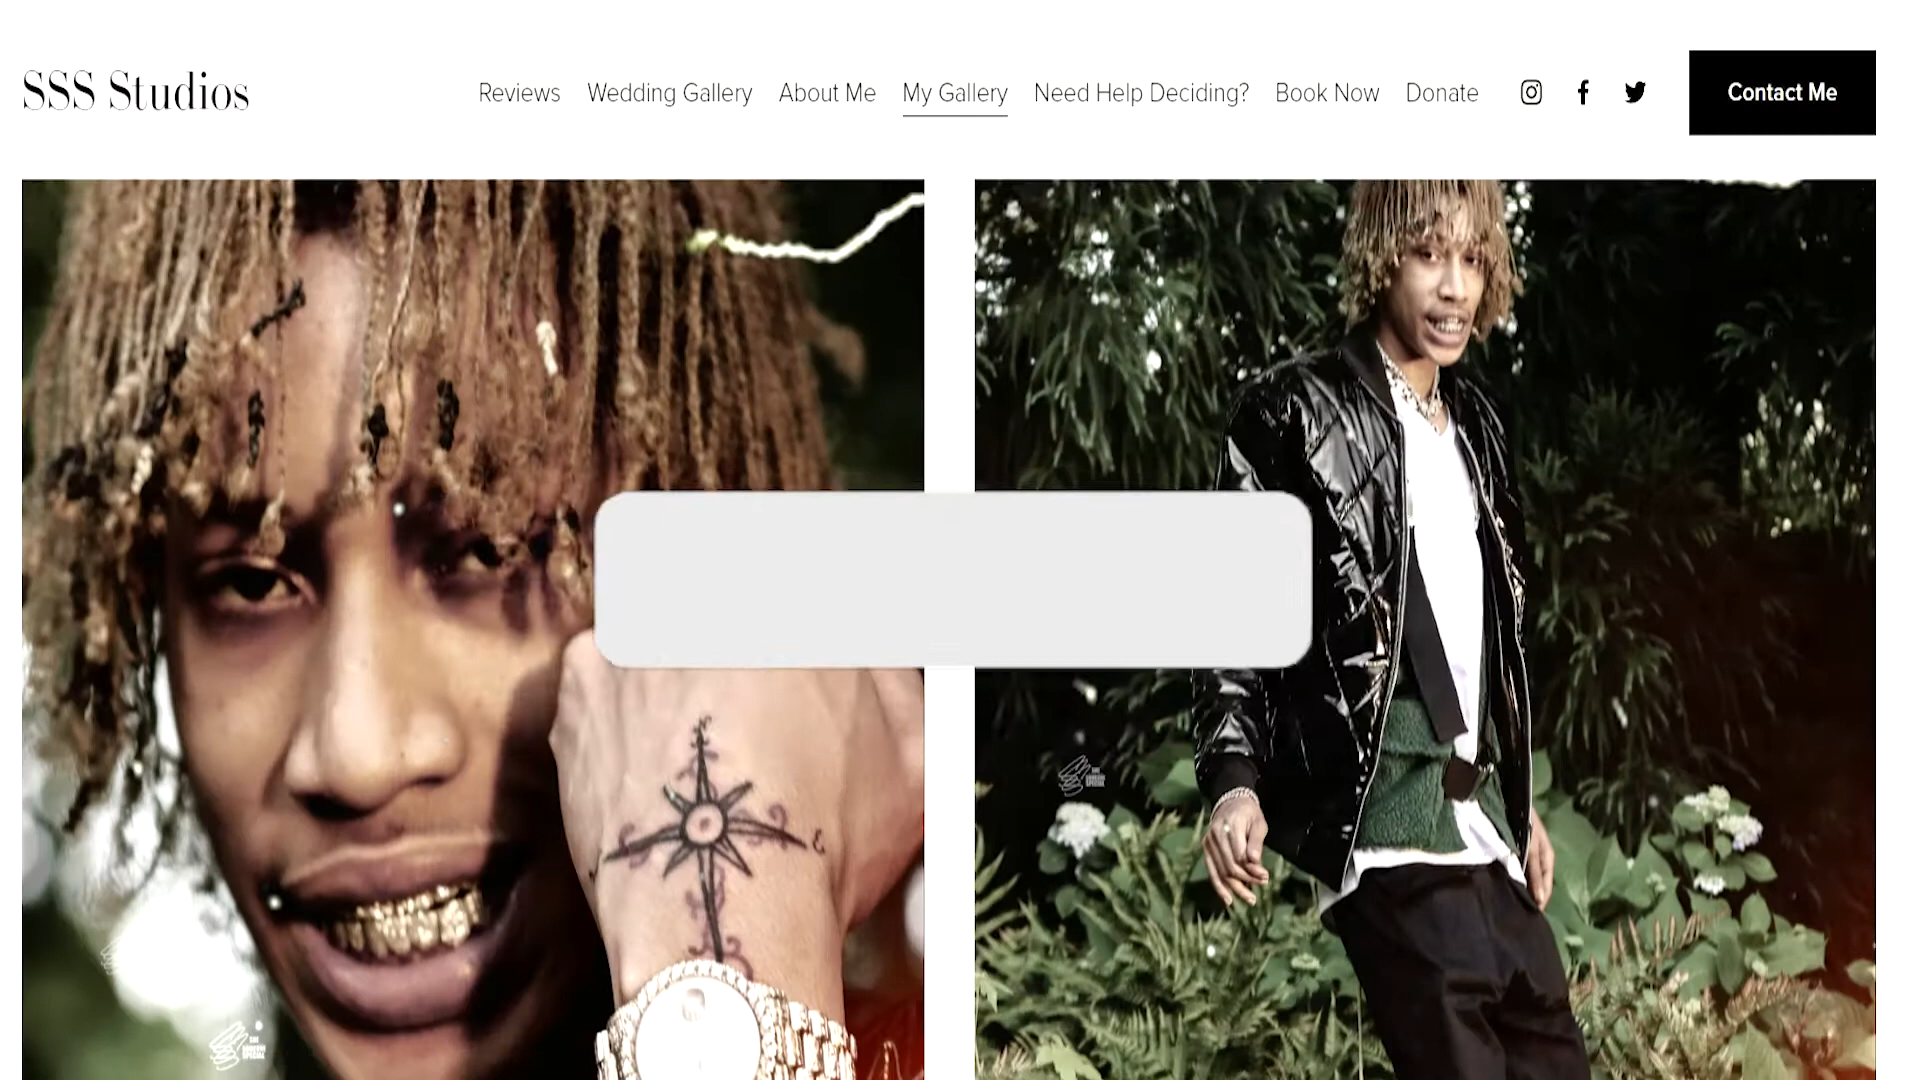 SSS Studios
Reviews Wedding Gallery About Me My Gallery Need Help Deciding? Book Now Donate
Contact Me